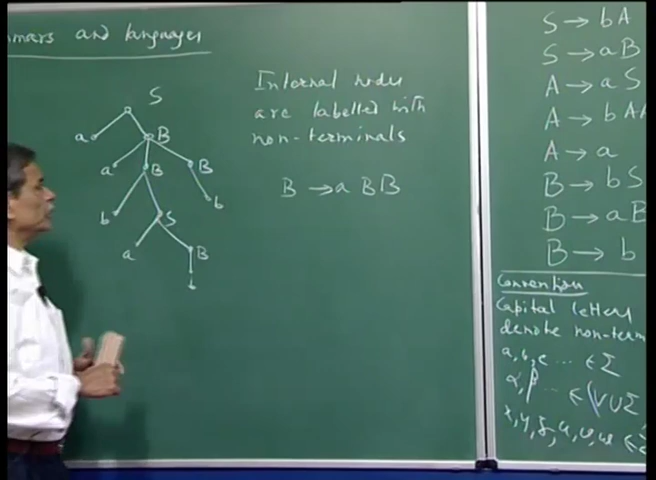 mmars and languages
S
a
B
a
B
B
b
S
b
a
B
b
Internal nodes
are labelled with
non-terminals
B → a B B
S → b A
S → a B
A → a S
A → b A A
A → a
B → b S
B → a B
B → b
Convention
Capital letters
denote non-term
a, b, c ... ∈ Σ
α, β ... ∈ (V ∪ Σ
x, y, z, u, v, w ∈ Σ